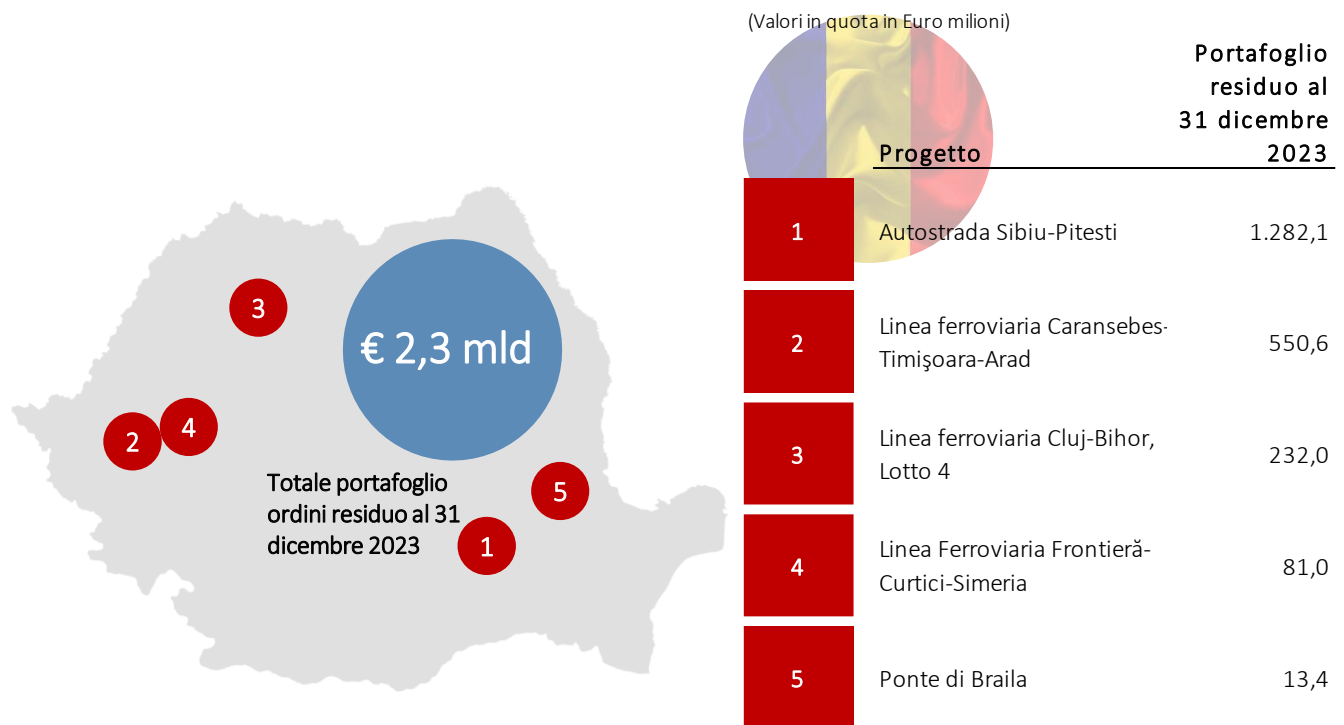 (Valori in quota in Euro milioni)
Portafoglio
residuo al
31 dicembre
2023
Progetto
1
Autostrada Sibiu-Pitesti
1.282,1
2
Linea ferroviaria Caransebes-
Timişoara-Arad
550,6
3
Linea ferroviaria Cluj-Bihor,
Lotto 4
232,0
4
Linea Ferroviaria Frontieră-
Curtici-Simeria
81,0
5
Ponte di Braila
13,4
3
€ 2,3 mld
2
4
Totale portafoglio
ordini residuo al 31
dicembre 2023
5
1